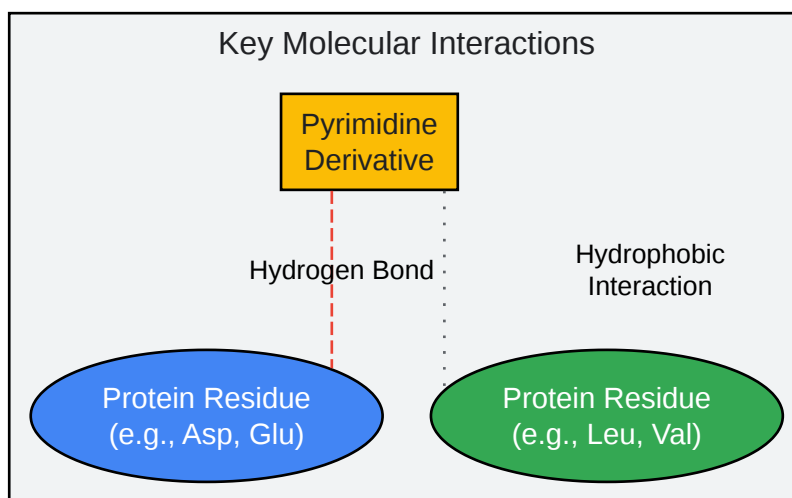 Key Molecular Interactions
Pyrimidine
Derivative
Hydrogen Bond
Hydrophobic
Interaction
Protein Residue
(e.g., Asp, Glu)
Protein Residue
(e.g., Leu, Val)